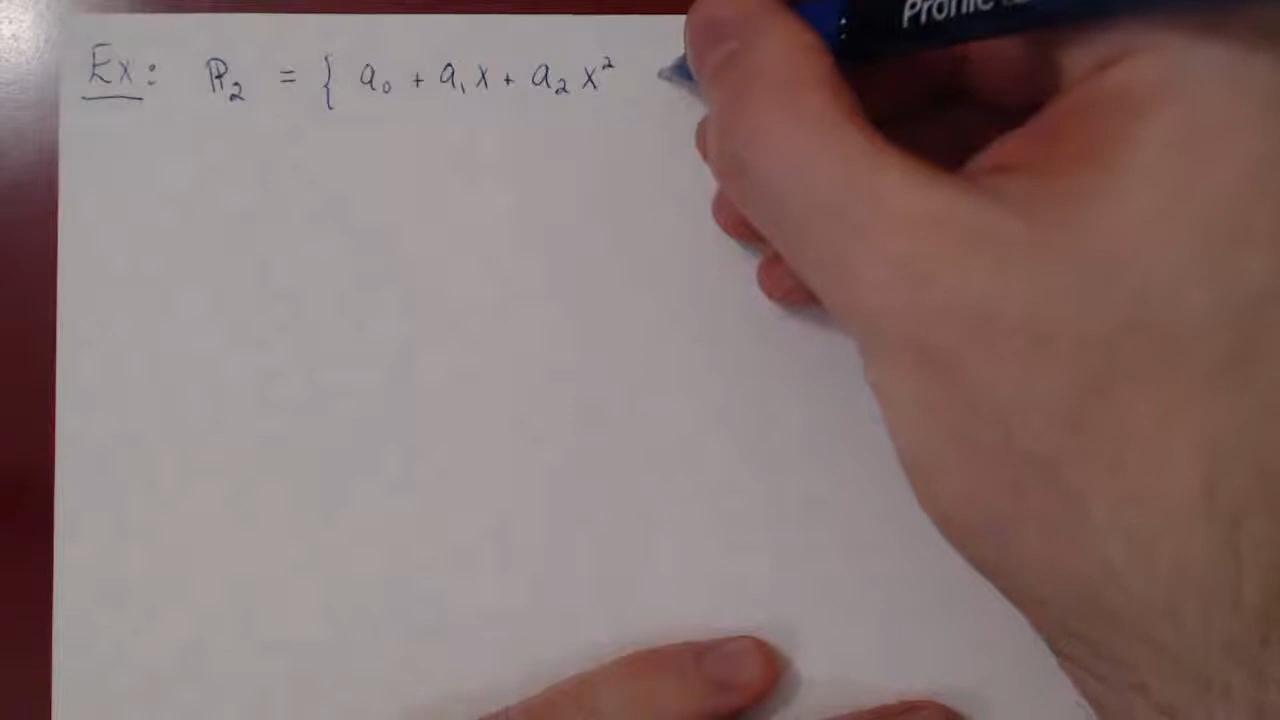 Ex: ℙ₂ = { a₀ + a₁x + a₂x²